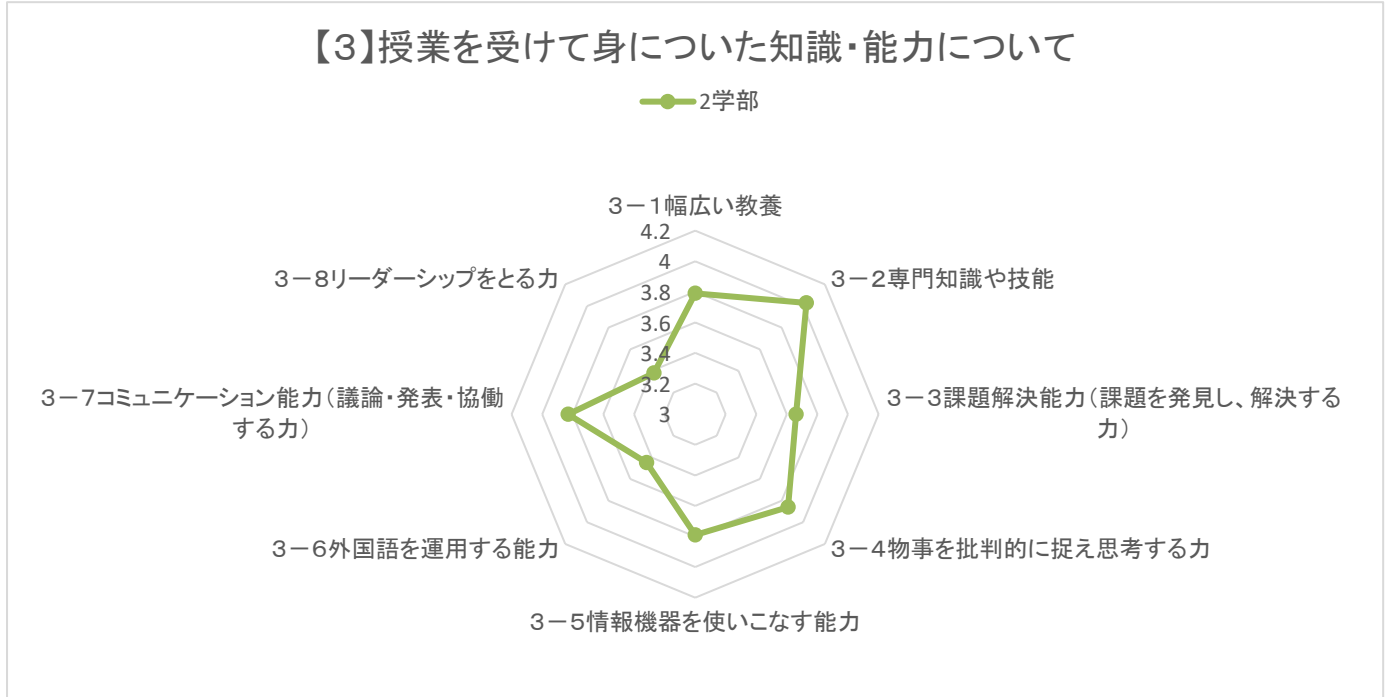 【３】授業を受けて身についた知識・能力について
2学部
３－１幅広い教養
4.2
4
3.8
3.6
3.4
3.2
3
３－８リーダーシップをとる力
３－２専門知識や技能
３－７コミュニケーション能力（議論・発表・協働
する力）
３－３課題解決能力（課題を発見し、解決する
力）
３－６外国語を運用する能力
３－４物事を批判的に捉え思考する力
３－５情報機器を使いこなす能力